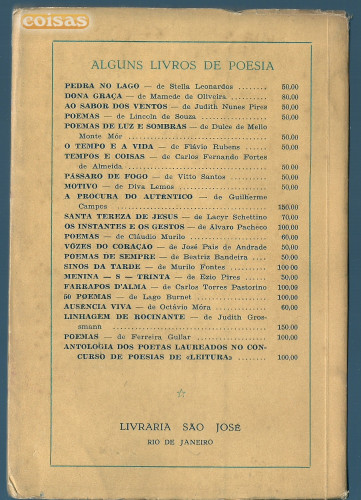 coisas
ALGUNS LIVROS DE POESIA
PEDRA NO LAGO — de Stella Leonardos ........ 50,00
DONA GRAÇA — de Mamede de Oliveira ........ 80,00
AO SABOR DOS VENTOS — de Judith Nunes Pires 50,00
POEMAS — de Lincoln de Souza ........ 50,00
POEMAS DE LUZ E SOMBRAS — de Dulce de Mello
Monte Mór ........ 50,00
O TEMPO E A VIDA — de Flávio Rubens ...... 50,00
TEMPOS E COISAS — de Carlos Fernando Fortes
de Almeida ........ 50,00
PÁSSARO DE FOGO — de Vitto Santos ........ 50,00
MOTIVO — de Diva Lemos ........ 50,00
A PROCURA DO AUTÊNTICO — de Guilherme
Campos ........ 150,00
SANTA TEREZA DE JESUS — de Lacyr Schettino 70,00
OS INSTANTES E OS GESTOS — de Álvaro Pachêco 100,00
POEMAS — de Cláudio Murilo ........ 60,00
VÔZES DO CORAÇÃO — de José Pais de Andrade 50,00
POEMAS DE SEMPRE — de Beatriz Bandeira .... 50,00
SINOS DA TARDE — de Murilo Fontes ........ 100,00
MENINA — S — TRINTA — de Ézio Pires ...... 50,00
FARRAPOS D'ALMA — de Carlos Torres Pastorino 100,00
50 POEMAS — de Lago Burnet ........ 100,00
AUSENCIA VIVA — de Octávio Móra ........ 60,00
LINHAGEM DE ROCINANTE — de Judith Gros-
smann ........ 150,00
POEMAS — de Ferreira Gullar ........ 100,00
ANTOLOGIA DOS POETAS LAUREADOS NO CON-
CURSO DE POESIAS DE «LEITURA» ........ 100,00
LIVRARIA SÃO JOSÉ
RIO DE JANEIRO